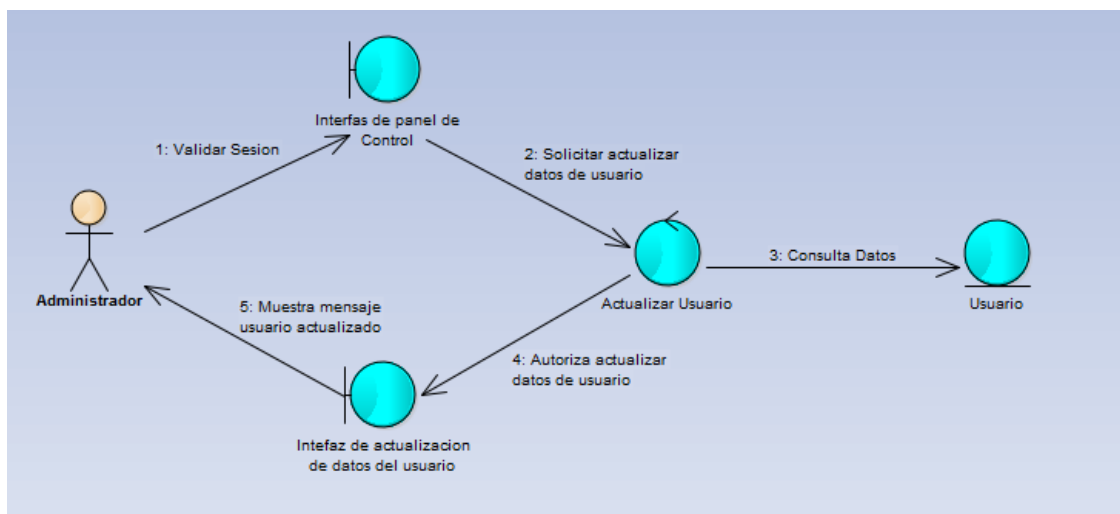 Interfas de panel de
Control
1: Validar Sesion
2: Solicitar actualizar
datos de usuario
3: Consulta Datos
Administrador
Actualizar Usuario
Usuario
5: Muestra mensaje
usuario actualizado
4: Autoriza actualizar
datos de usuario
Intefaz de actualizacion
de datos del usuario